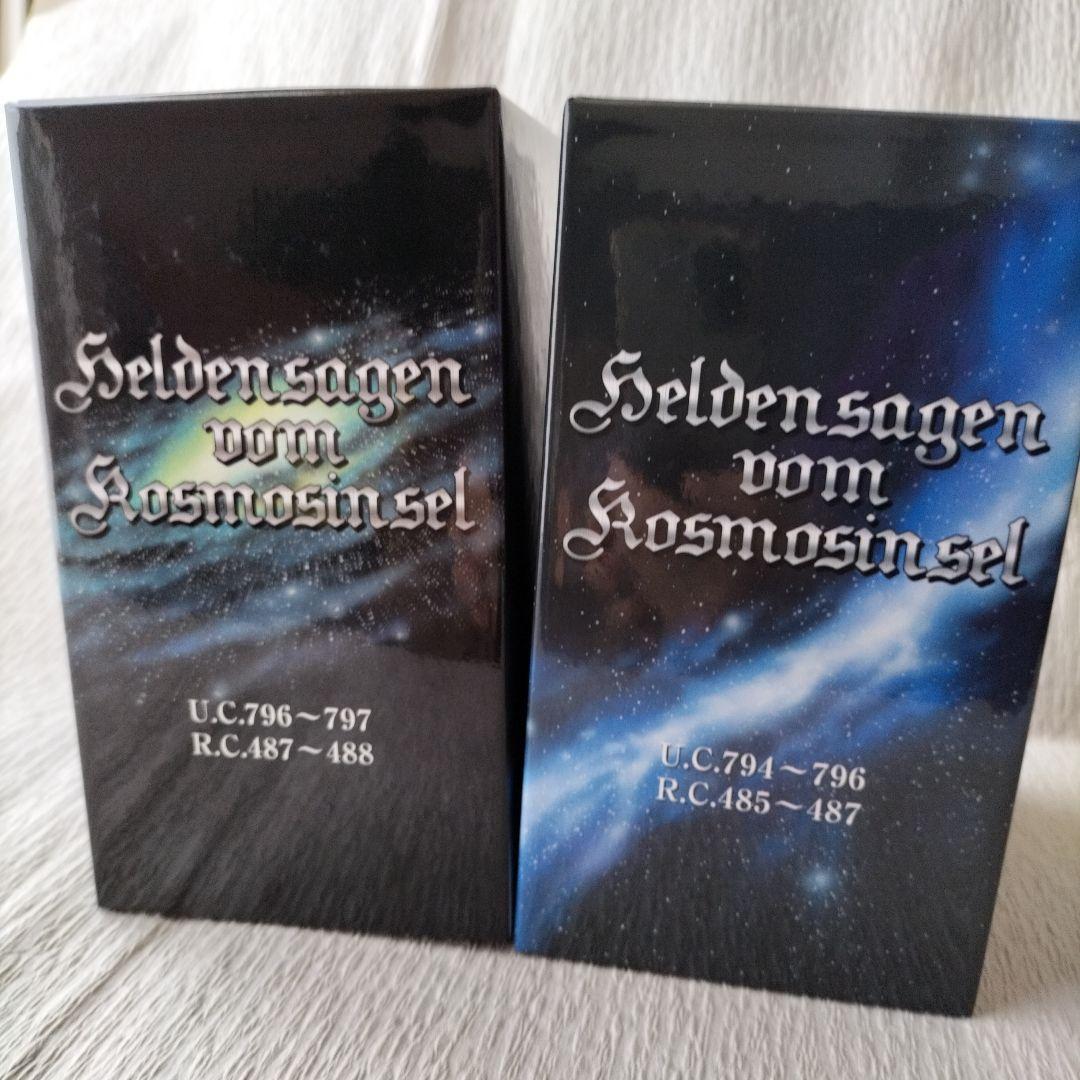 Heldensagen
vom
Kosmosinsel
U.C.796～797
R.C.487～488
Heldensagen
vom
Kosmosinsel
U.C.794～796
R.C.485～487